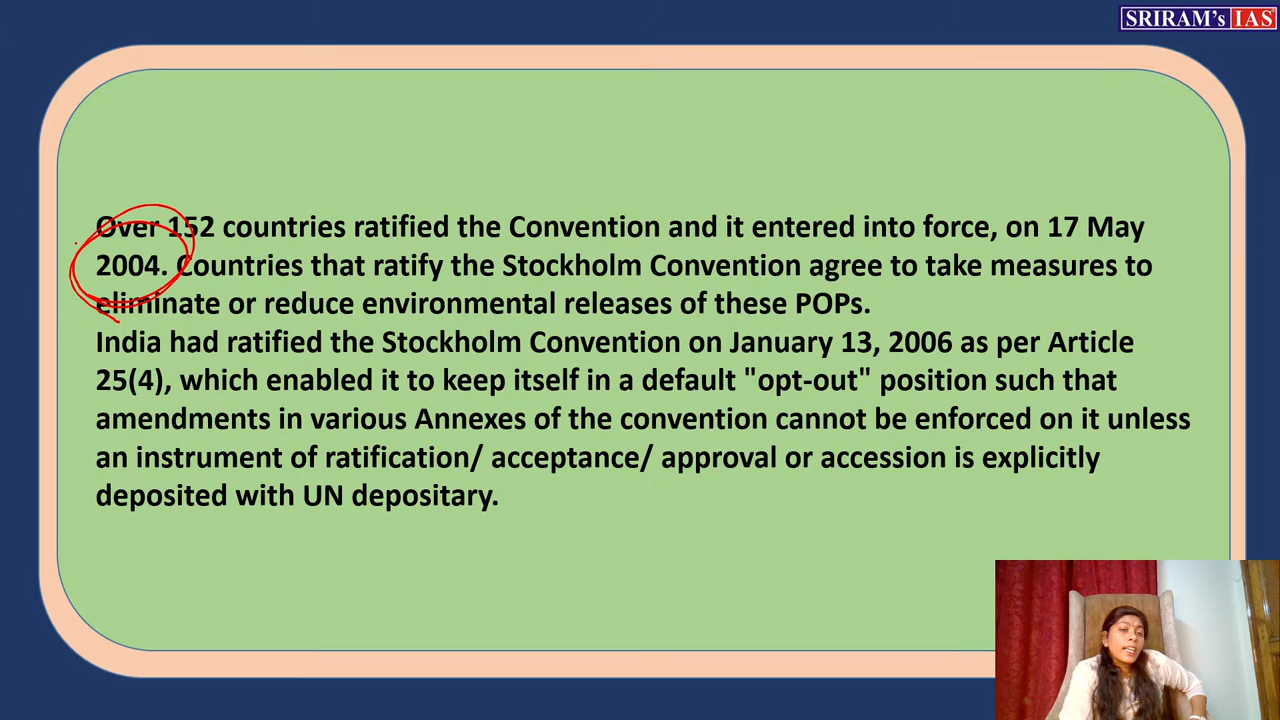 SRIRAM's IAS
Over 152 countries ratified the Convention and it entered into force, on 17 May
2004. Countries that ratify the Stockholm Convention agree to take measures to
eliminate or reduce environmental releases of these POPs.
India had ratified the Stockholm Convention on January 13, 2006 as per Article
25(4), which enabled it to keep itself in a default "opt-out" position such that
amendments in various Annexes of the convention cannot be enforced on it unless
an instrument of ratification/ acceptance/ approval or accession is explicitly
deposited with UN depositary.